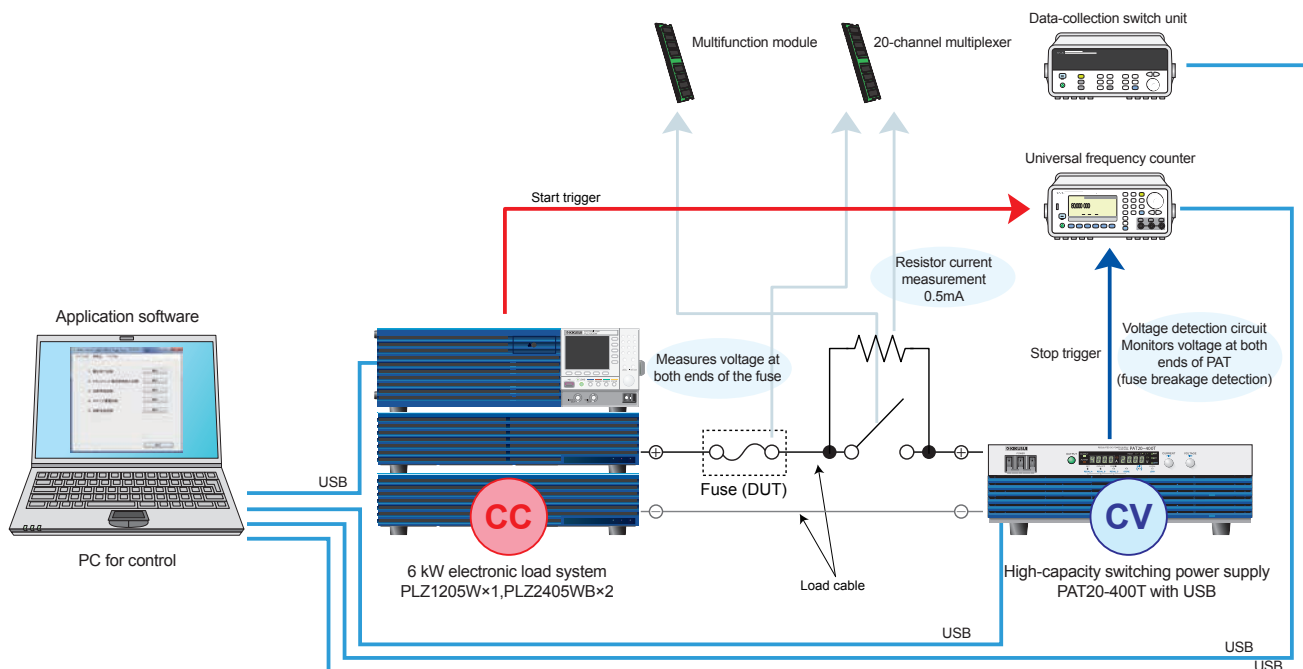 Multifunction module
20-channel multiplexer
Data-collection switch unit
Universal frequency counter
Start trigger
Resistor current
measurement
0.5mA
Application software
Measures voltage at
both ends of the fuse
Stop trigger
Voltage detection circuit
Monitors voltage at both
ends of PAT
(fuse breakage detection)
KIKUSUI
PAT20-400T
USB
Fuse (DUT)
CC
CV
PC for control
6 kW electronic load system
PLZ1205W×1,PLZ2405WB×2
Load cable
High-capacity switching power supply
PAT20-400T with USB
USB
USB
USB